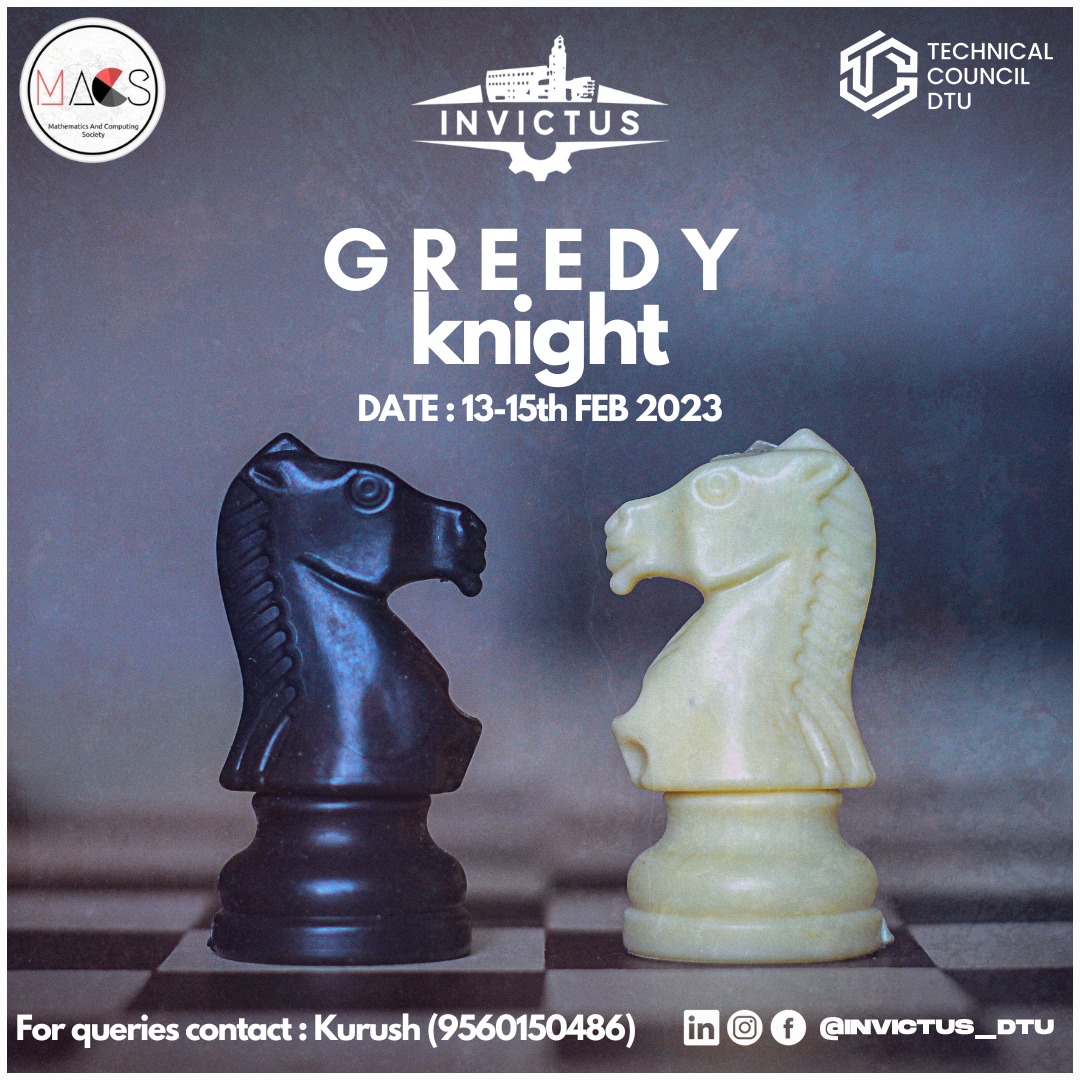 MACS
Mathematics And Computing
Society
INVICTUS
TECHNICAL
COUNCIL
DTU
GREEDY
knight
DATE : 13-15th FEB 2023
For queries contact : Kurush (9560150486)
in f @INVICTUS_DTU